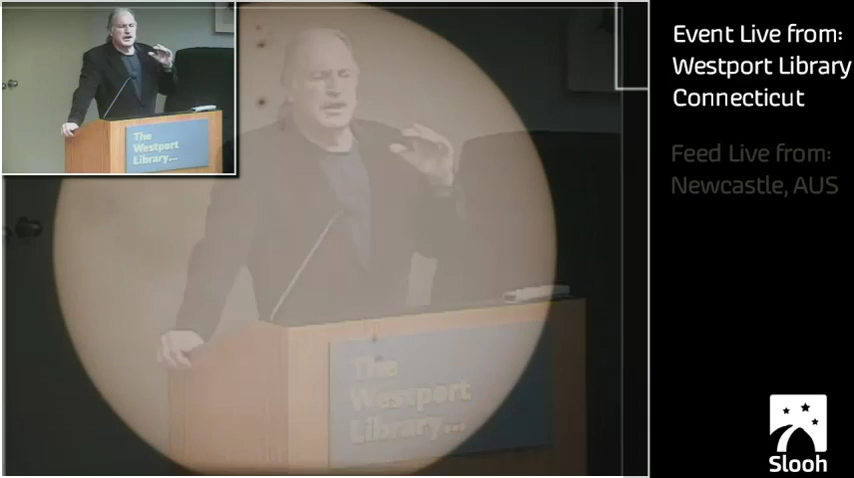 The
Westport
Library...
The
Westport
Library...
Event Live from:
Westport Library
Connecticut
Feed Live from:
Newcastle, AUS
Slooh